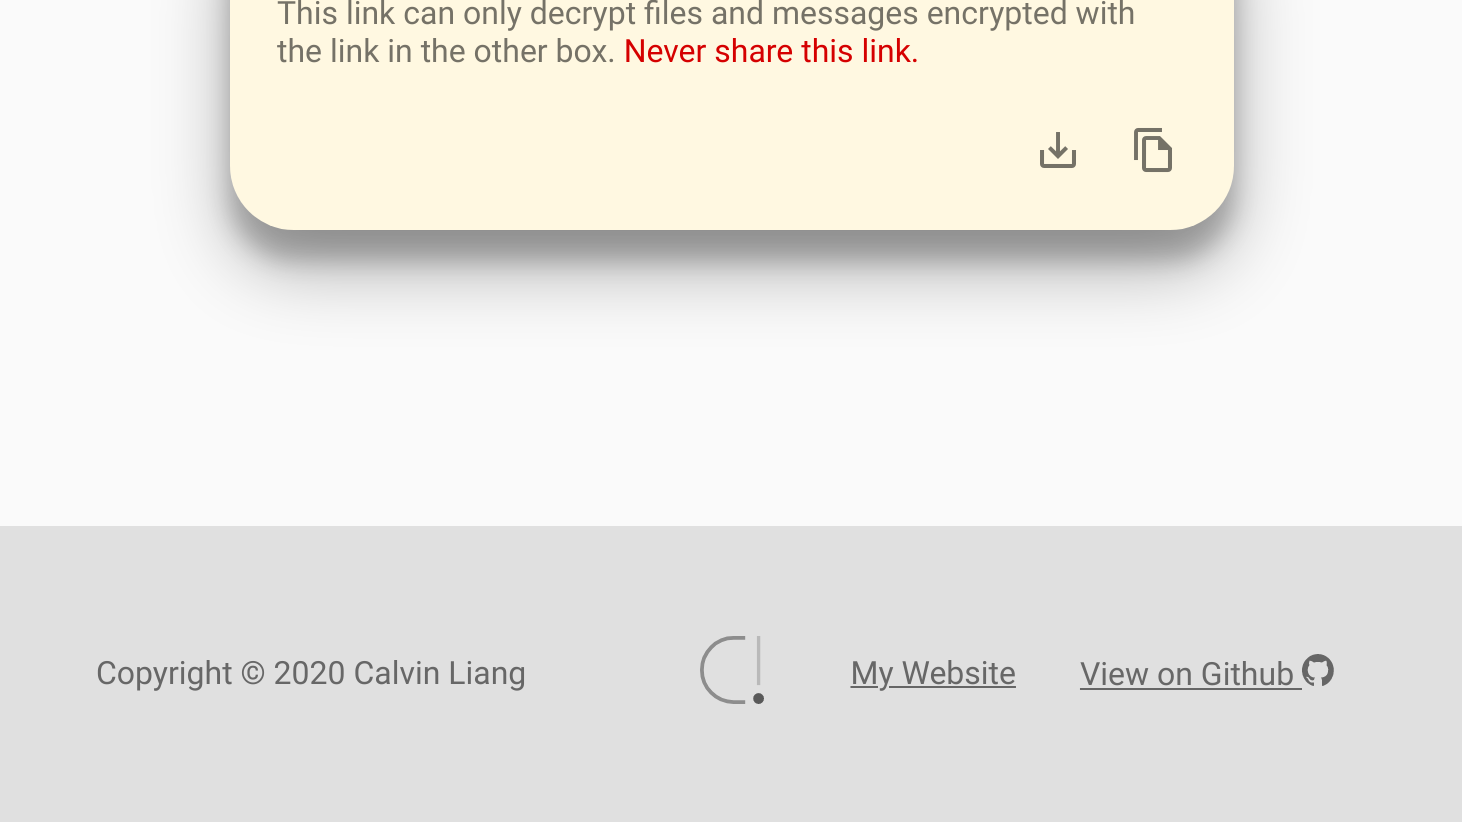 This link can only decrypt files and messages encrypted with
the link in the other box. Never share this link.
Copyright © 2020 Calvin Liang
My Website
View on Github